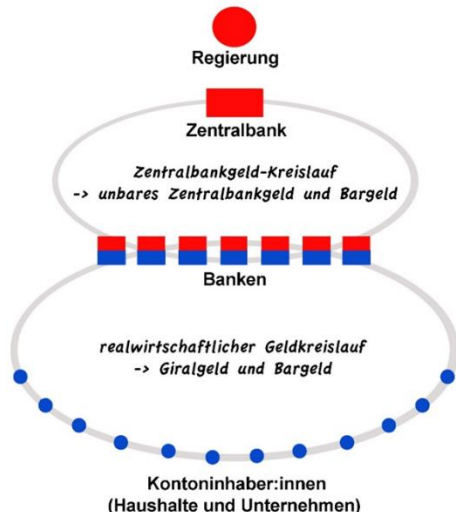 Regierung
Zentralbank
Zentralbankgeld-Kreislauf
-> unbares Zentralbankgeld und Bargeld
Banken
realwirtschaftlicher Geldkreislauf
-> Giralgeld und Bargeld
Kontoninhaber:innen
(Haushalte und Unternehmen)